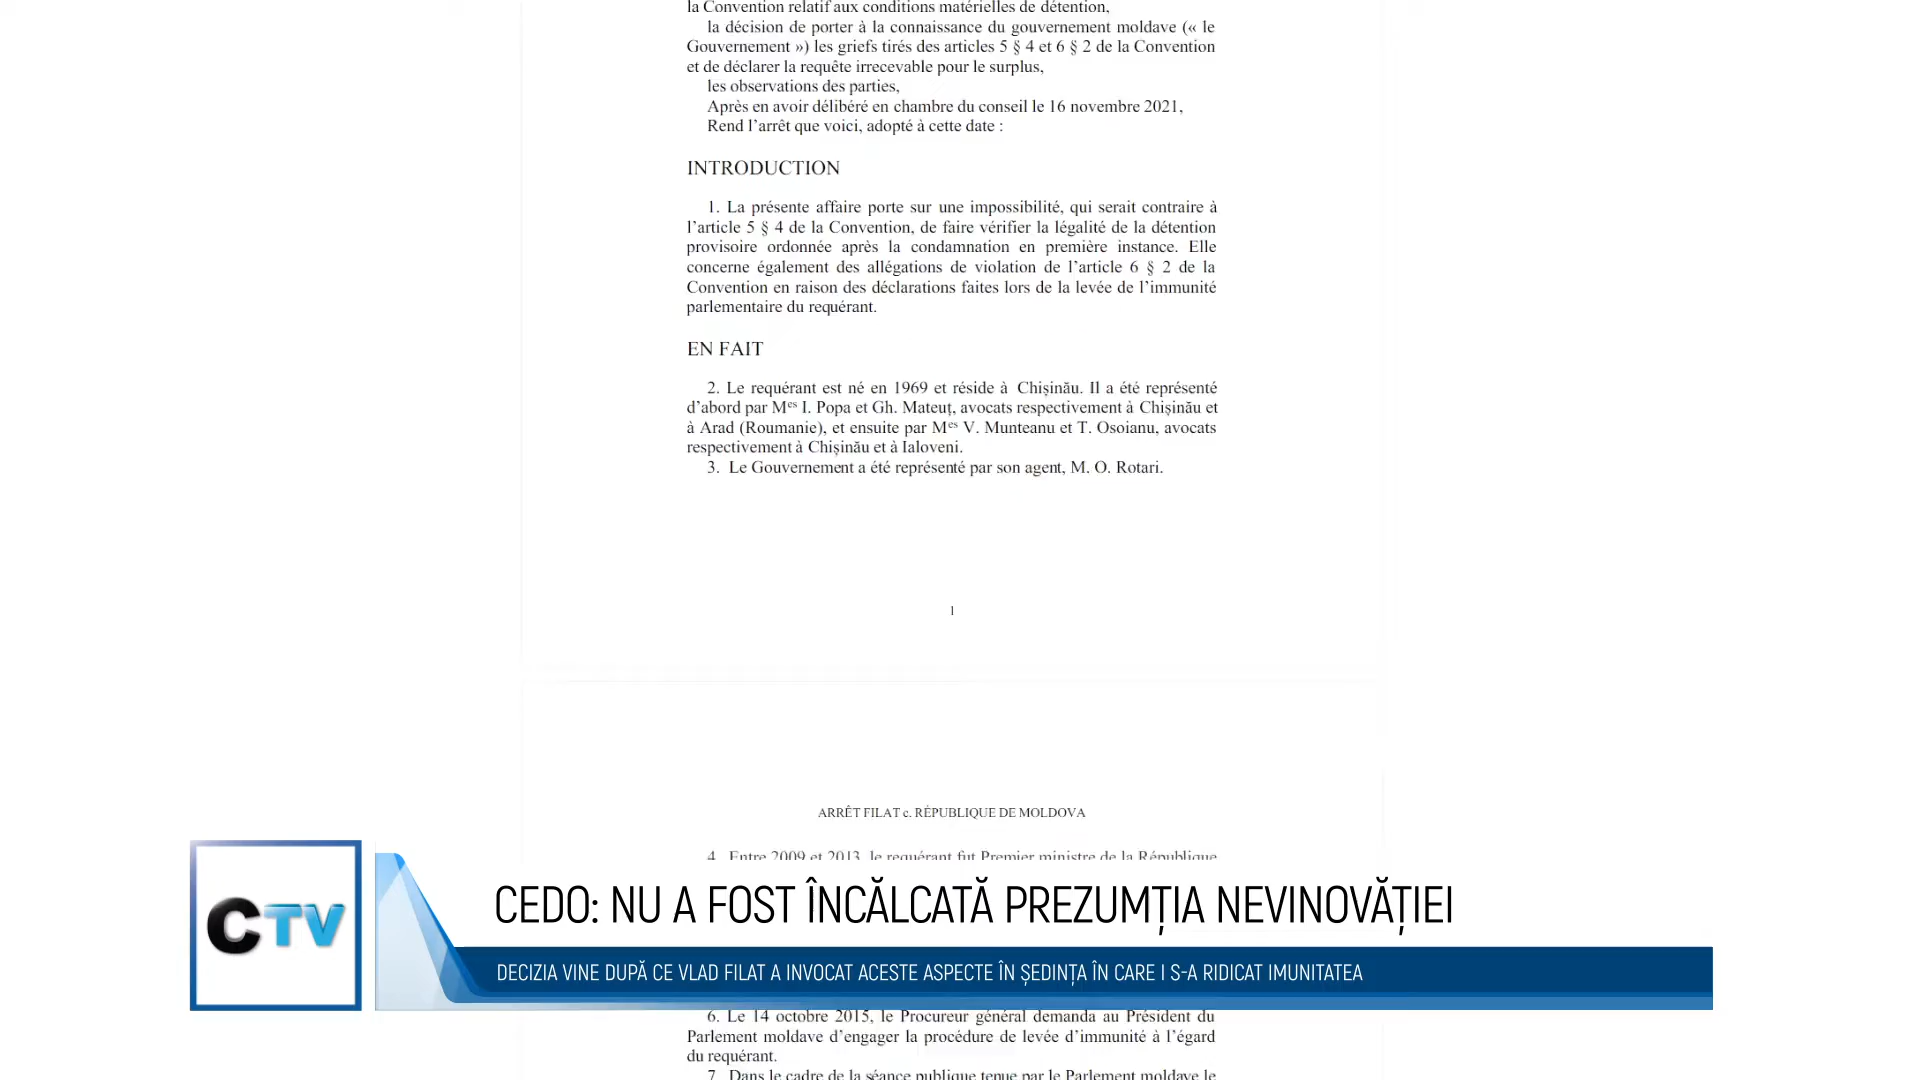 la Convention relatif aux conditions matérielles de détention,
la décision de porter à la connaissance du gouvernement moldave (« le
Gouvernement ») les griefs tirés des articles 5 § 4 et 6 § 2 de la Convention
et de déclarer la requête irrecevable pour le surplus,
les observations des parties,
Après en avoir délibéré en chambre du conseil le 16 novembre 2021,
Rend l’arrêt que voici, adopté à cette date :
INTRODUCTION
1. La présente affaire porte sur une impossibilité, qui serait contraire à
l’article 5 § 4 de la Convention, de faire vérifier la légalité de la détention
provisoire ordonnée après la condamnation en première instance. Elle
concerne également des allégations de violation de l’article 6 § 2 de la
Convention en raison des déclarations faites lors de la levée de l’immunité
parlementaire du requérant.
EN FAIT
2. Le requérant est né en 1969 et réside à Chișinău. Il a été représenté
d’abord par Mes I. Popa et Gh. Mateuț, avocats respectivement à Chișinău et
à Arad (Roumanie), et ensuite par Mes V. Munteanu et T. Osoianu, avocats
respectivement à Chișinău et à Ialoveni.
3. Le Gouvernement a été représenté par son agent, M. O. Rotari.
1
ARRÊT FILAT c. RÉPUBLIQUE DE MOLDOVA
4. Entre 2009 et 2013, le requérant fut Premier ministre de la République
CTV
CEDO: NU A FOST ÎNCĂLCATĂ PREZUMȚIA NEVINOVĂȚIEI
DECIZIA VINE DUPĂ CE VLAD FILAT A INVOCAT ACESTE ASPECTE ÎN ȘEDINȚA ÎN CARE I S-A RIDICAT IMUNITATEA
6. Le 14 octobre 2015, le Procureur général demanda au Président du
Parlement moldave d’engager la procédure de levée d’immunité à l’égard
du requérant.
7. Dans le cadre de la séance publique tenue par le Parlement moldave le